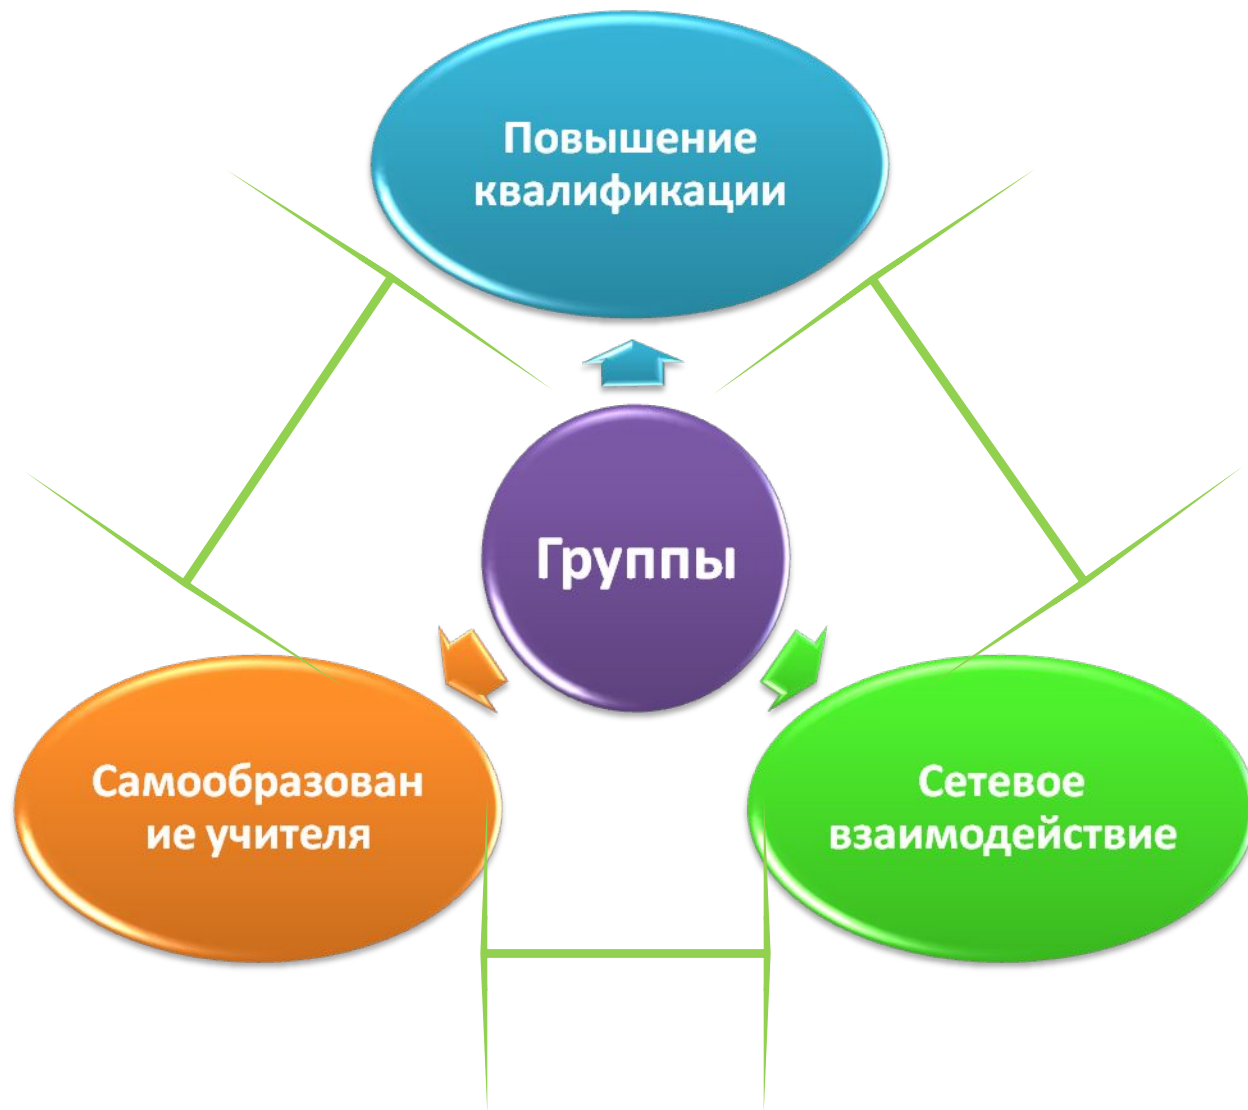 Повышение
квалификации
Группы
Самообразован
ие учителя
Сетевое
взаимодействие